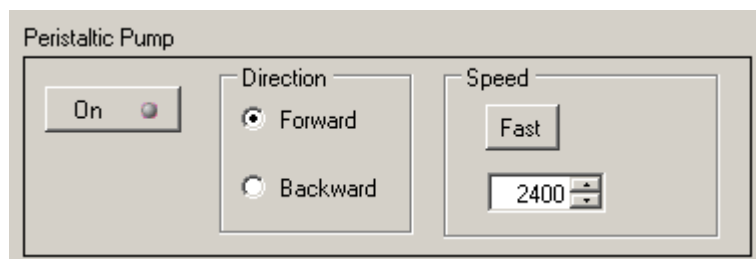 Peristaltic Pump
On
Direction
Forward
Backward
Speed
Fast
2400